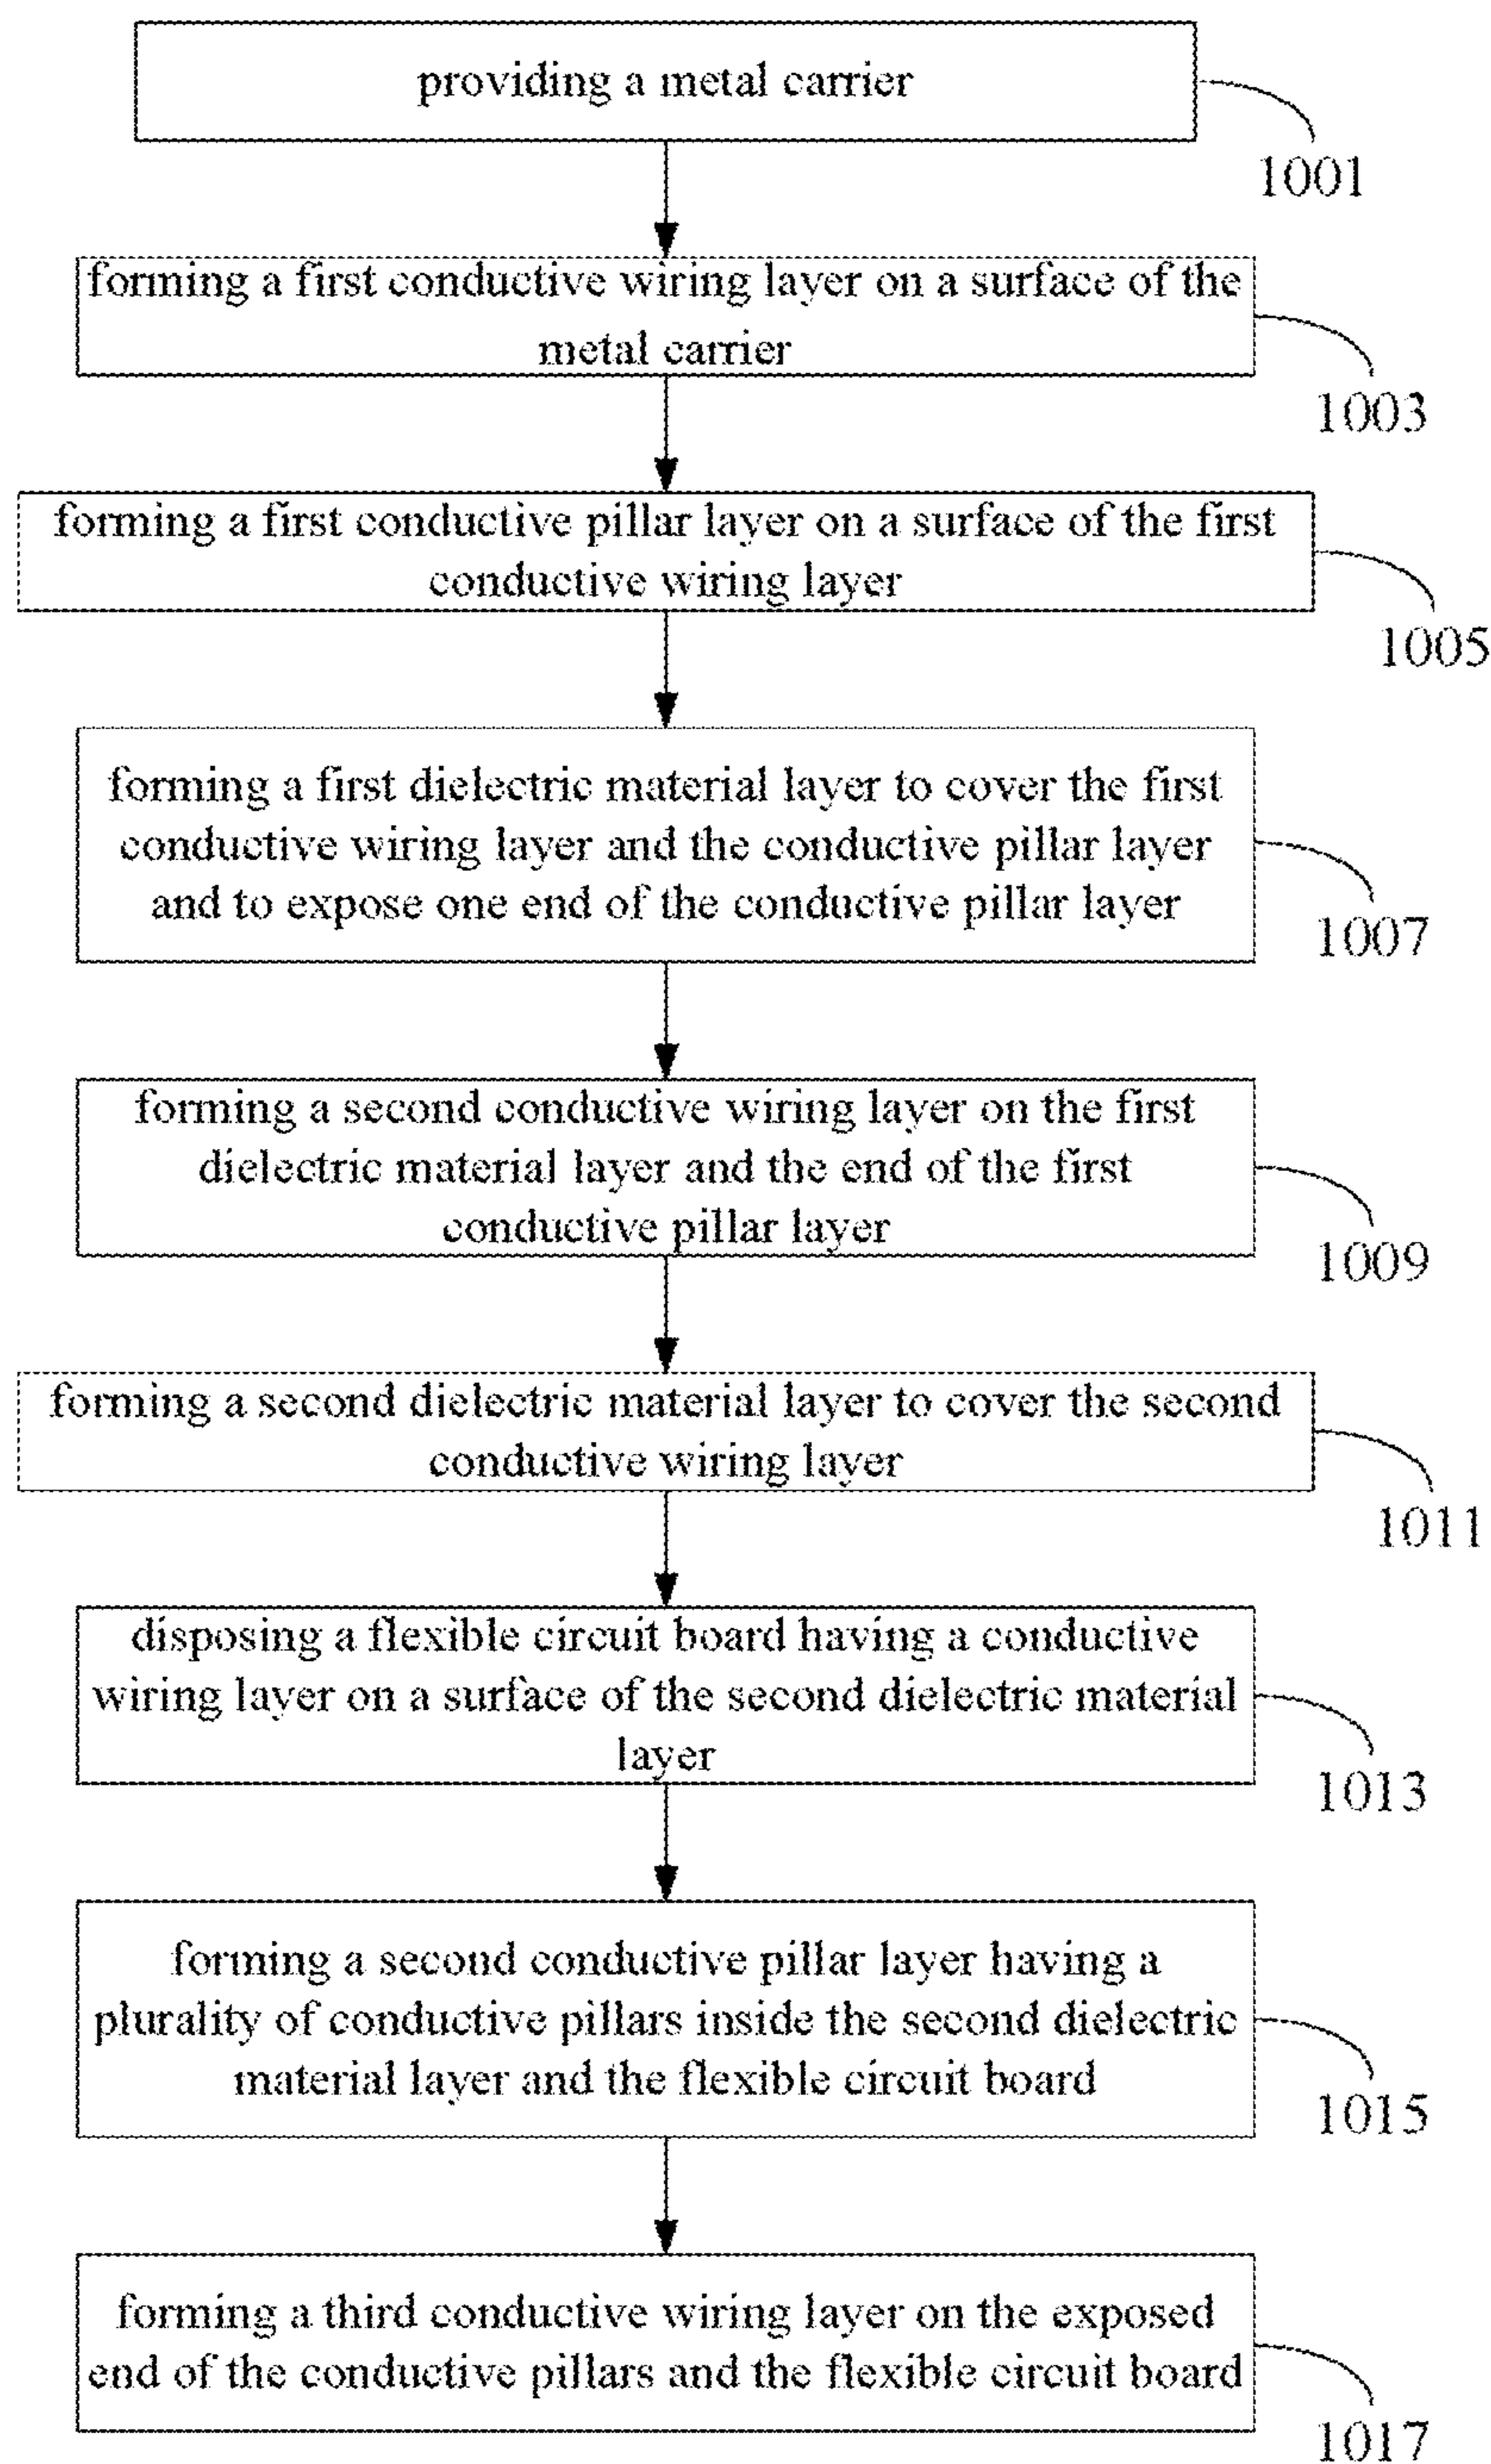 providing a metal carrier
1001
forming a first conductive wiring layer on a surface of the
metal carrier
1003
forming a first conductive pillar layer on a surface of the first
conductive wiring layer
1005
forming a first dielectric material layer to cover the first
conductive wiring layer and the conductive pillar layer
and to expose one end of the conductive pillar layer
1007
forming a second conductive wiring layer on the first
dielectric material layer and the end of the first
conductive pillar layer
1009
forming a second dielectric material layer to cover the second
conductive wiring layer
1011
disposing a flexible circuit board having a conductive
wiring layer on a surface of the second dielectric material
layer
1013
forming a second conductive pillar layer having a
plurality of conductive pillars inside the second dielectric
material layer and the flexible circuit board
1015
forming a third conductive wiring layer on the exposed
end of the conductive pillars and the flexible circuit board
1017